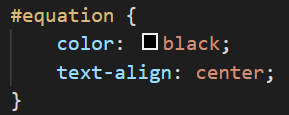 #equation {
color: black;
text-align: center;
}